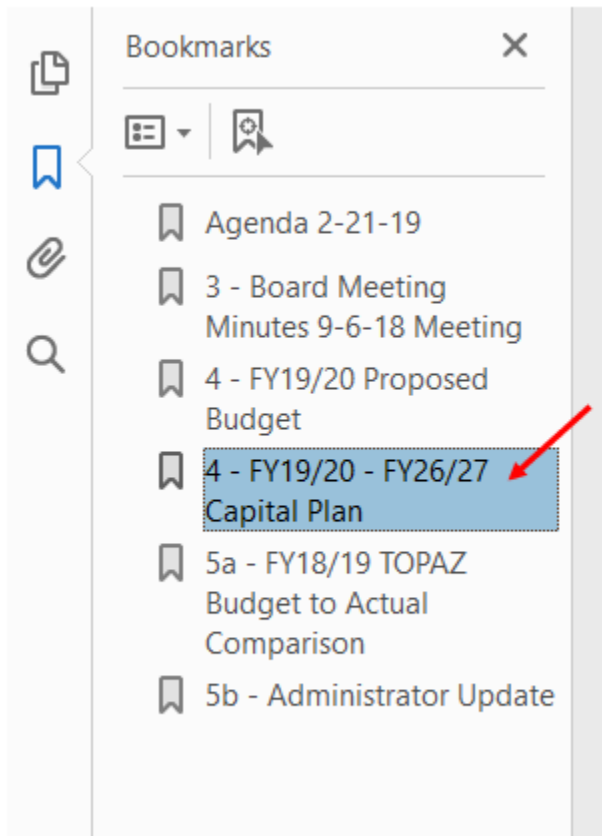 Bookmarks
Agenda 2-21-19
3 - Board Meeting
Minutes 9-6-18 Meeting
4 - FY19/20 Proposed
Budget
4 - FY19/20 - FY26/27
Capital Plan
5a - FY18/19 TOPAZ
Budget to Actual
Comparison
5b - Administrator Update